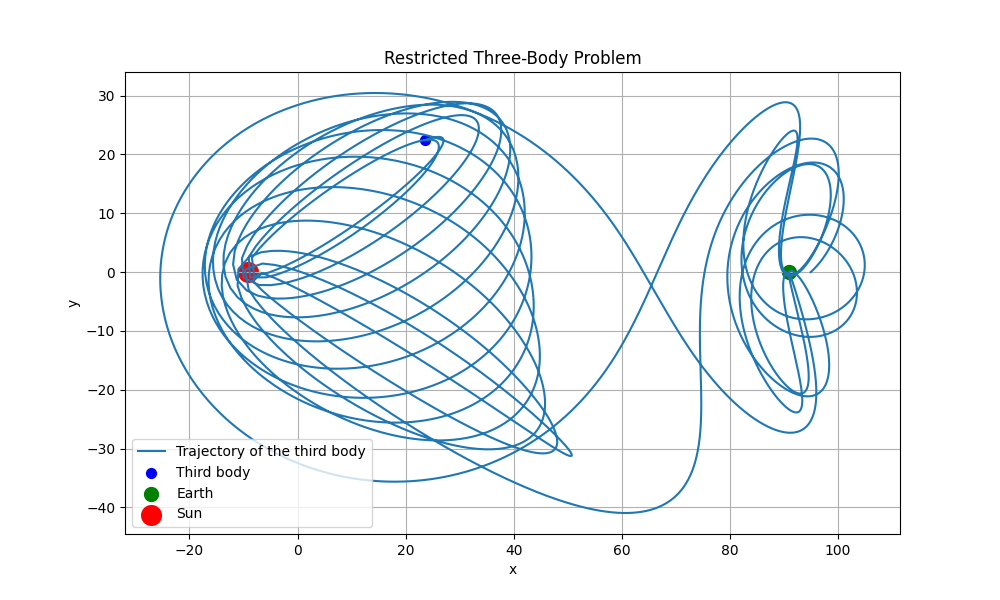 Restricted Three-Body Problem
30
20
10
0
−10
−20
−30
−40
y
Trajectory of the third body
Third body
Earth
Sun
−20
0
20
40
60
80
100
x